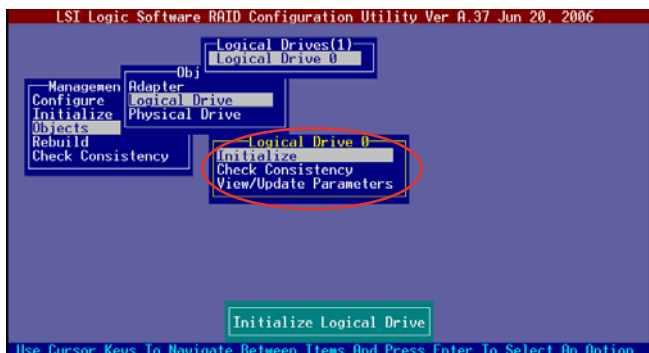 LSI Logic Software RAID Configuration Utility Ver A.37 Jun 20, 2006
Logical Drives(1)
Logical Drive 0
Obj
Adapter
Logical Drive
Physical Drive
Managemen
Configure
Initialize
Objects
Rebuild
Check Consistency
Logical Drive 0
Initialize
Check Consistency
View/Update Parameters
Initialize Logical Drive
Use Cursor Keys To Navigate Between Items And Press Enter To Select An Option